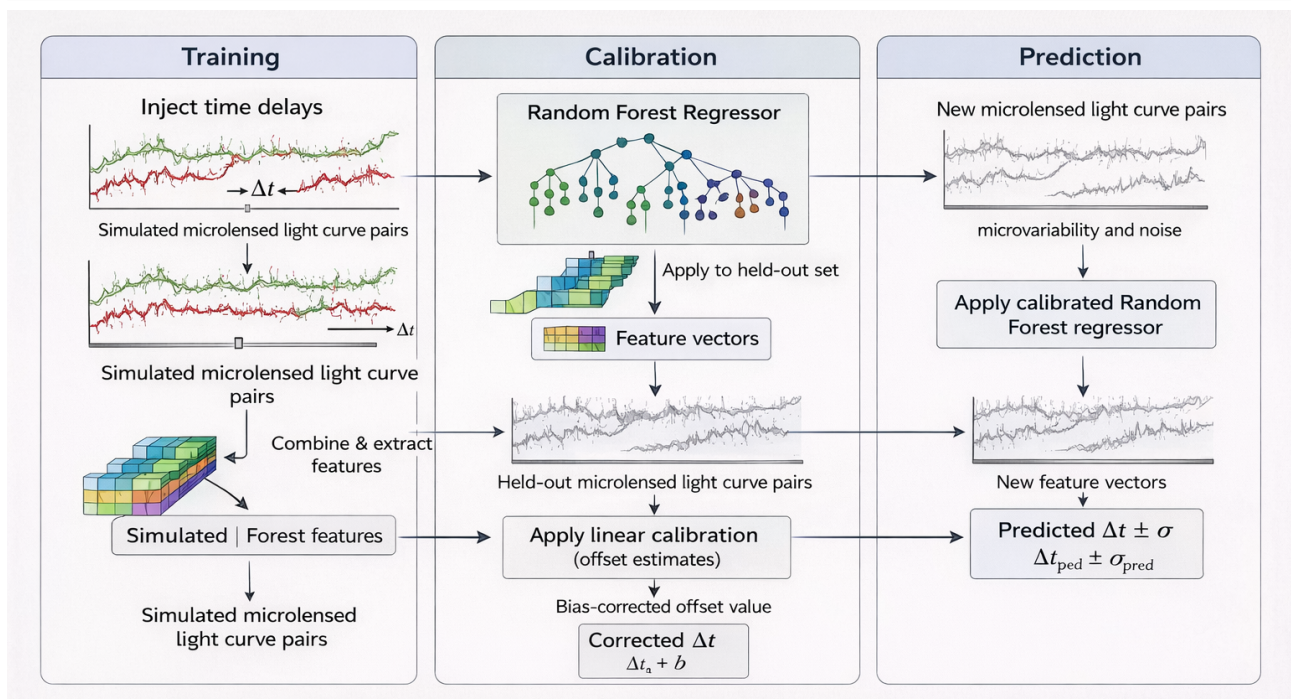 Training
Inject time delays
Δt
Simulated microlensed light curve pairs
Δt
Simulated microlensed light curve
pairs
Combine & extract
features
Simulated | Forest features
Simulated microlensed
light curve pairs
Calibration
Random Forest Regressor
Apply to held-out set
Feature vectors
Held-out microlensed light curve pairs
Apply linear calibration
(offset estimates)
Bias-corrected offset value
Corrected Δt
Δtₐ + b
Prediction
New microlensed light curve pairs
microvariability and noise
Apply calibrated Random
Forest regressor
New feature vectors
Predicted Δt ± σ
Δt_ped ± σ_pred